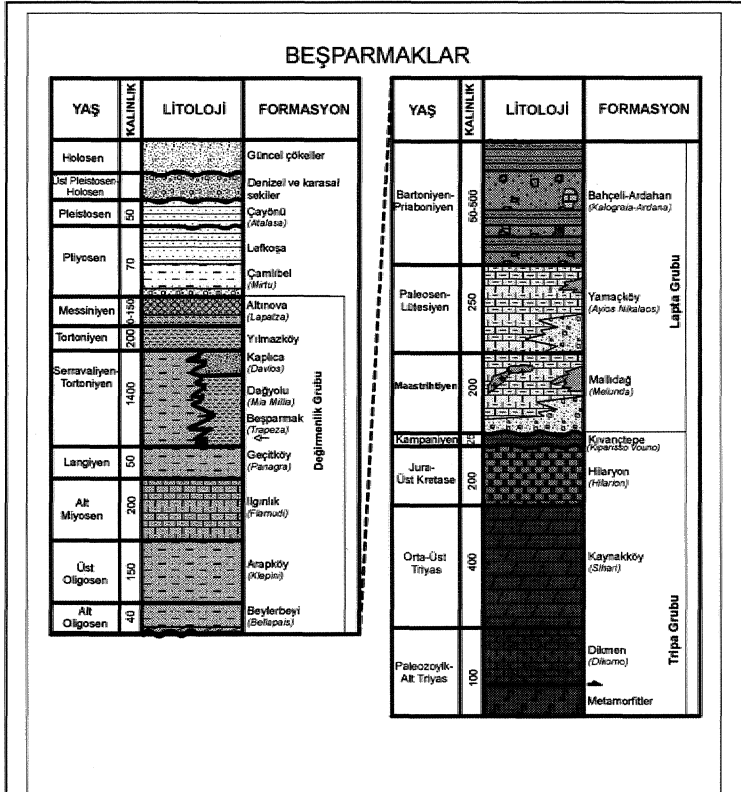 BEŞPARMAKLAR
YAŞ
KALINLIK
LİTOLOJİ
FORMASYON
Holosen
Güncel çökeller
Üst Pleistosen-
Holosen
Denizel ve karasal
sekiler
Pleistosen
50
Çayönü
(Atalasa)
Pliyosen
70
Lefkoşa
Çamlıbel
(Mirtu)
Messiniyen
0-150
Altınova
(Lapatza)
Tortoniyen
200
Yılmazköy
Serravaliyen-
Tortoniyen
1400
Kaplıca
(Davlos)
Dağyolu
(Mia Milia)
Beşparmak
(Trapeza)
Langiyen
50
Geçitköy
(Panagra)
Alt
Miyosen
200
Ilgınlık
(Flamudi)
Üst
Oligosen
150
Arapköy
(Klepini)
Alt
Oligosen
40
Beylerbeyi
(Bellapais)
Değirmenlik Grubu
YAŞ
KALINLIK
LİTOLOJİ
FORMASYON
Bartoniyen-
Priaboniyen
50-500
Bahçeli-Ardahan
(Kalograia-Ardana)
Paleosen-
Lütesiyen
250
Yamaçköy
(Ayios Nikalaos)
Maastrihtiyen
200
Mallıdağ
(Melunda)
Lapta Grubu
Kampaniyen
25
Kıvançtepe
(Kiparisso Vouno)
Jura-
Üst Kretase
200
Hilaryon
(Hilarion)
Orta-Üst
Triyas
400
Kaynakköy
(Sihari)
Paleozoyik-
Alt Triyas
100
Dikmen
(Dikomo)
Metamorfitler
Tripa Grubu